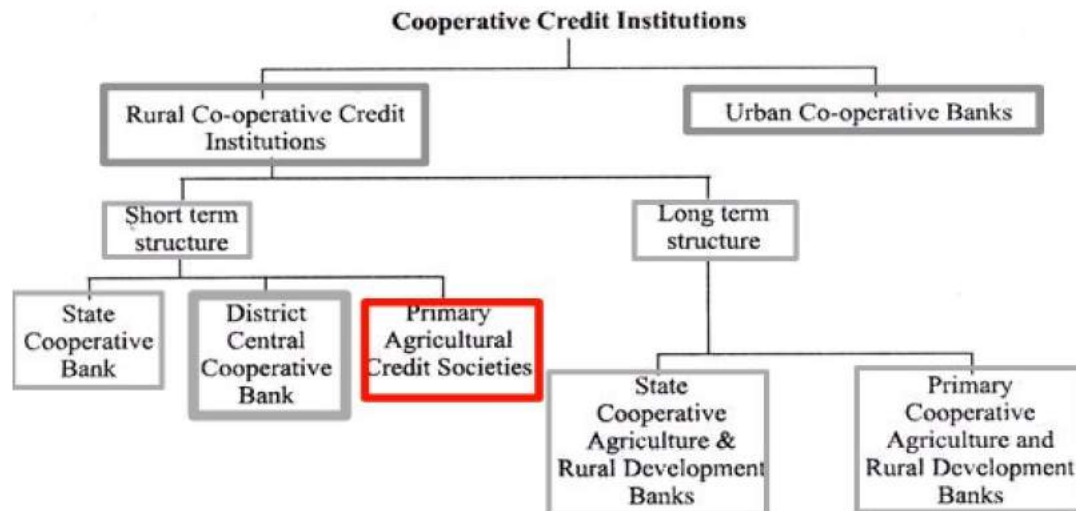 Cooperative Credit Institutions
Rural Co-operative Credit
Institutions
Urban Co-operative Banks
Short term
structure
Long term
structure
State
Cooperative
Bank
District
Central
Cooperative
Bank
Primary
Agricultural
Credit Societies
State
Cooperative
Agriculture &
Rural Development
Banks
Primary
Cooperative
Agriculture and
Rural Development
Banks